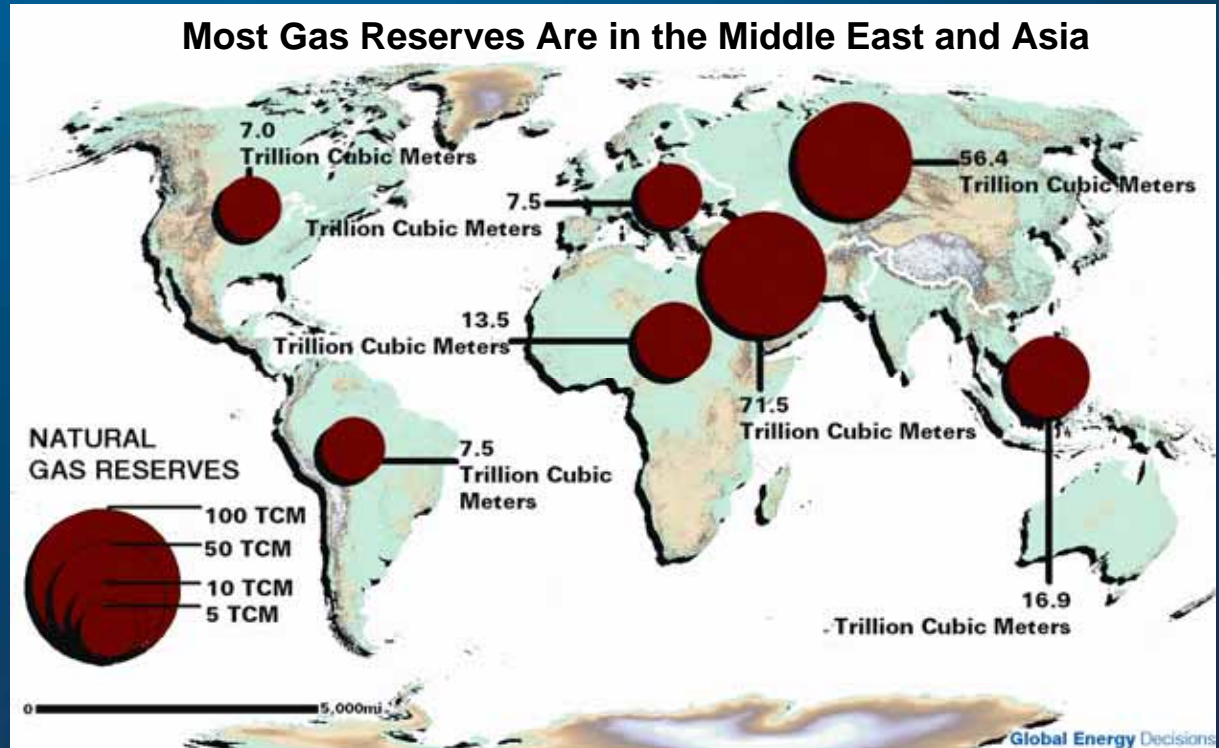 Most Gas Reserves Are in the Middle East and Asia
7.0
Trillion Cubic Meters
56.4
Trillion Cubic Meters
7.5
Trillion Cubic Meters
13.5
Trillion Cubic Meters
71.5
Trillion Cubic Meters
7.5
Trillion Cubic
Meters
16.9
Trillion Cubic Meters
NATURAL
GAS RESERVES
100 TCM
50 TCM
10 TCM
5 TCM
0
5,000mi
Global Energy Decisions